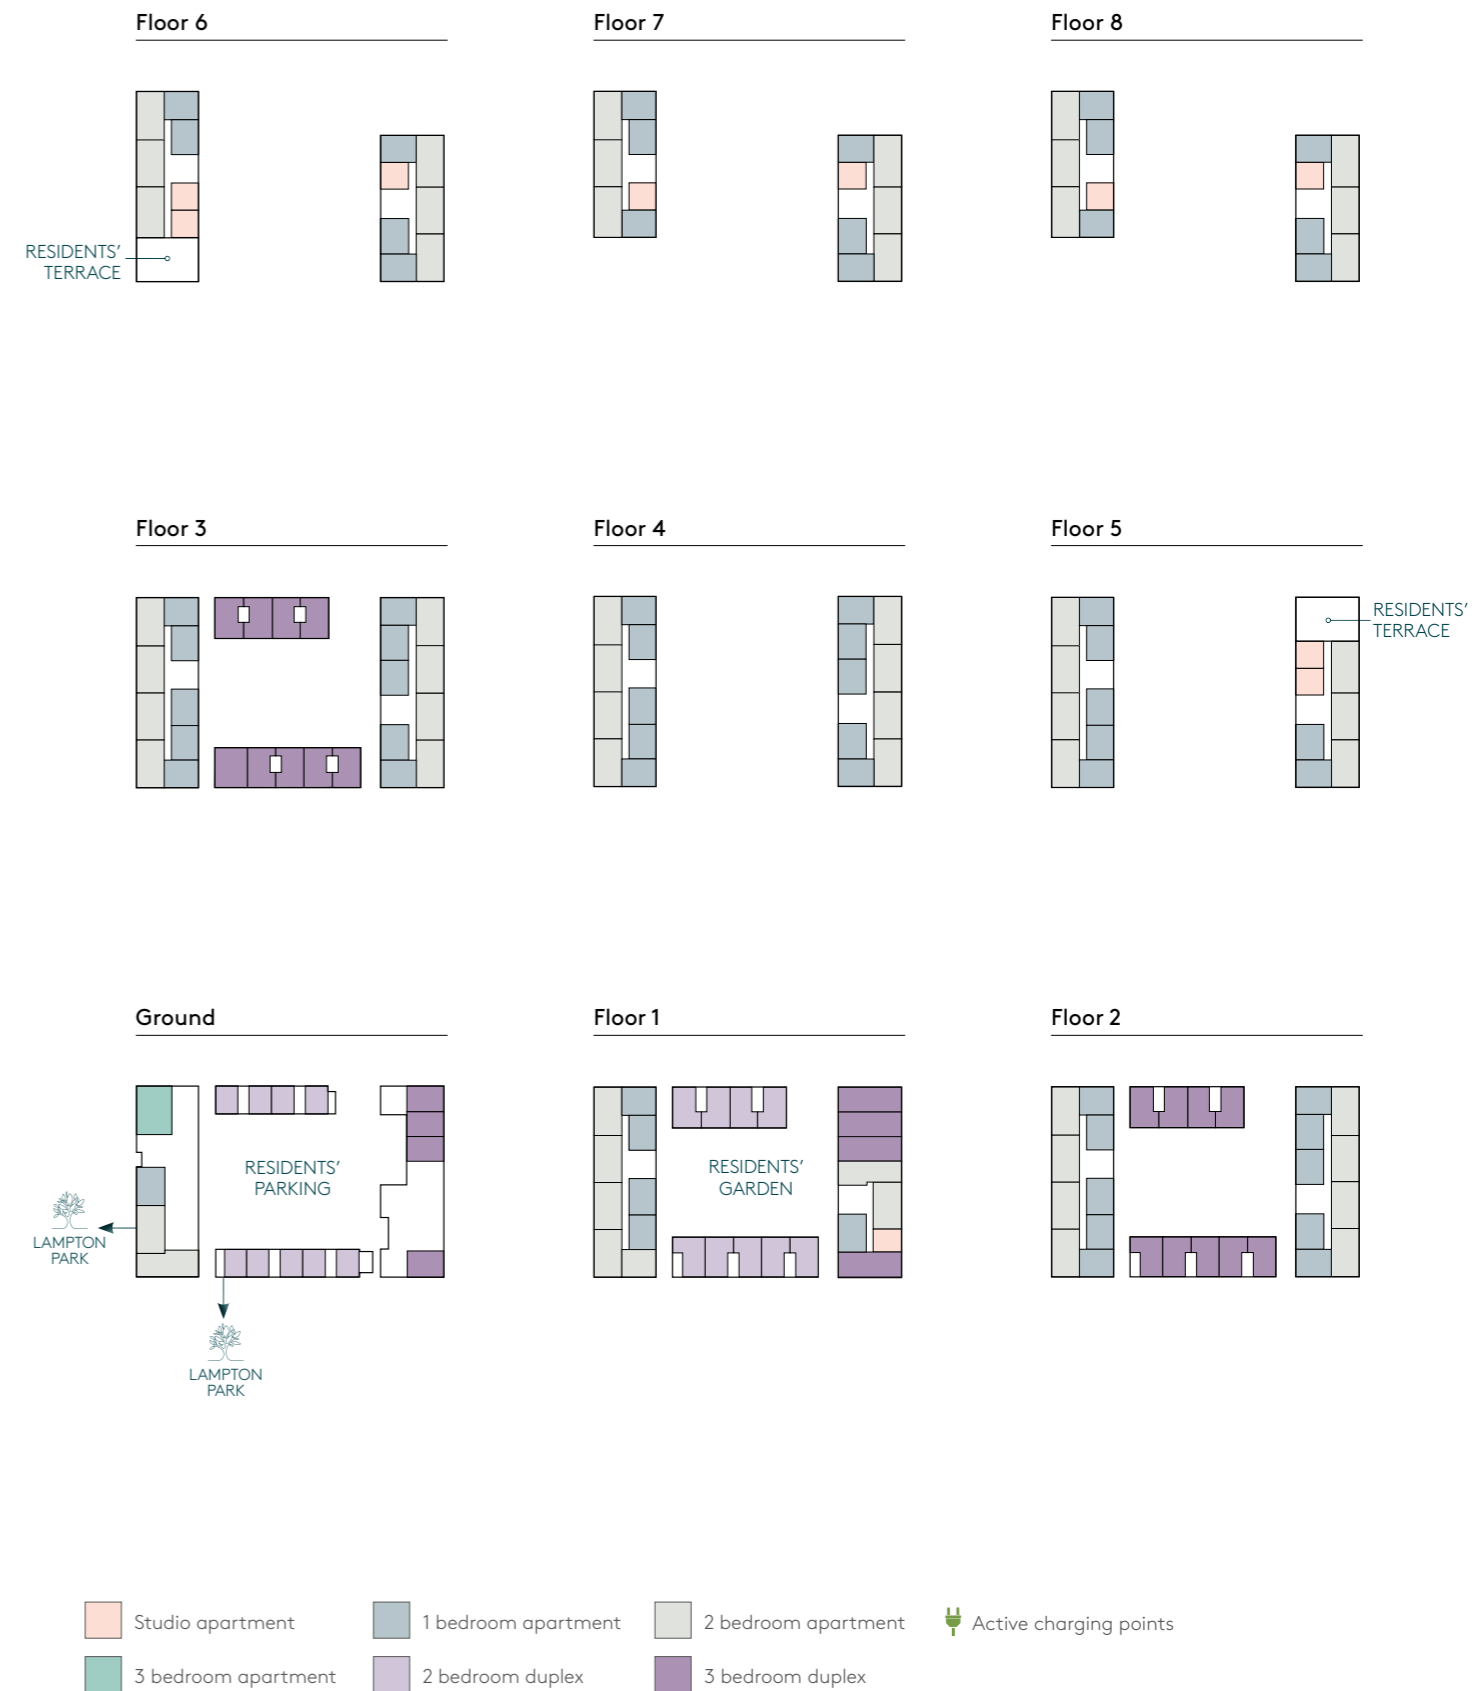 Floor 6
Floor 7
Floor 8
RESIDENTS’
TERRACE
Floor 3
Floor 4
Floor 5
RESIDENTS’
TERRACE
Ground
Floor 1
Floor 2
RESIDENTS’
PARKING
RESIDENTS’
GARDEN
LAMPTON
PARK
LAMPTON
PARK
Studio apartment
1 bedroom apartment
2 bedroom apartment
Active charging points
3 bedroom apartment
2 bedroom duplex
3 bedroom duplex